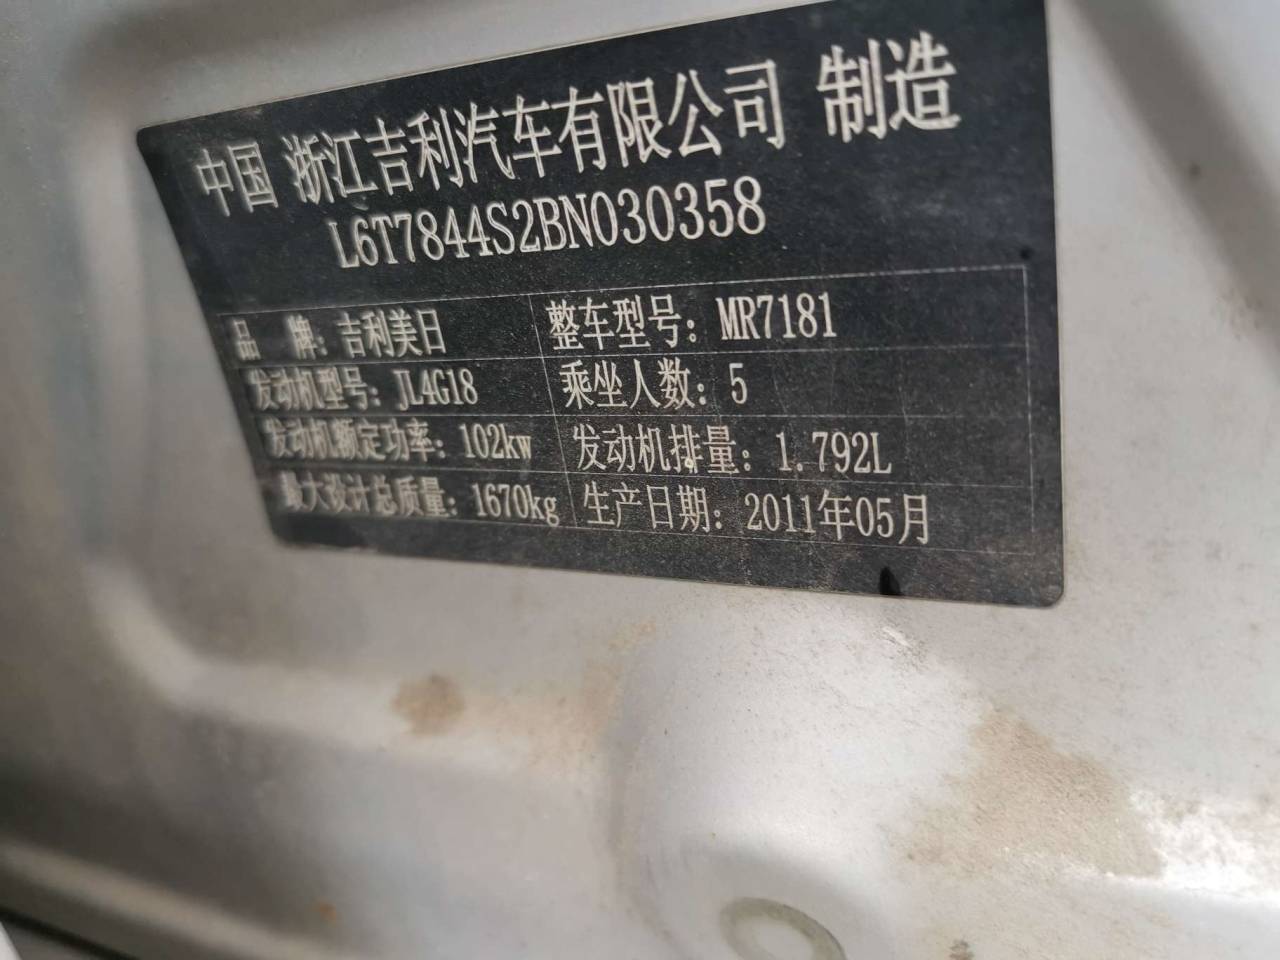 中国 浙江吉利汽车有限公司 制造
L6T7844S2BN030358
品 牌: 吉利美日 整车型号: MR7181
发动机型号: JL4G18 乘坐人数: 5
发动机额定功率: 102kw 发动机排量: 1.792L
最大设计总质量: 1670kg 生产日期: 2011年05月